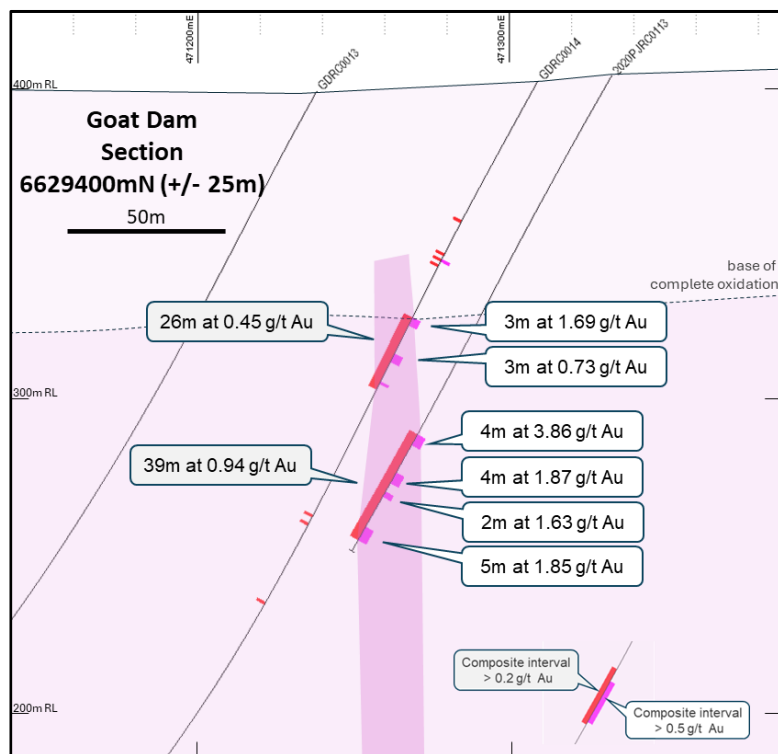 471200mE
471300mE
GDRC0013
GDRC0014
2020PJRC0113
400m RL
Goat Dam
Section
6629400mN (+/- 25m)
50m
base of
complete oxidation
26m at 0.45 g/t Au
3m at 1.69 g/t Au
3m at 0.73 g/t Au
300m RL
4m at 3.86 g/t Au
39m at 0.94 g/t Au
4m at 1.87 g/t Au
2m at 1.63 g/t Au
5m at 1.85 g/t Au
Composite interval
> 0.2 g/t Au
Composite interval
> 0.5 g/t Au
200m RL